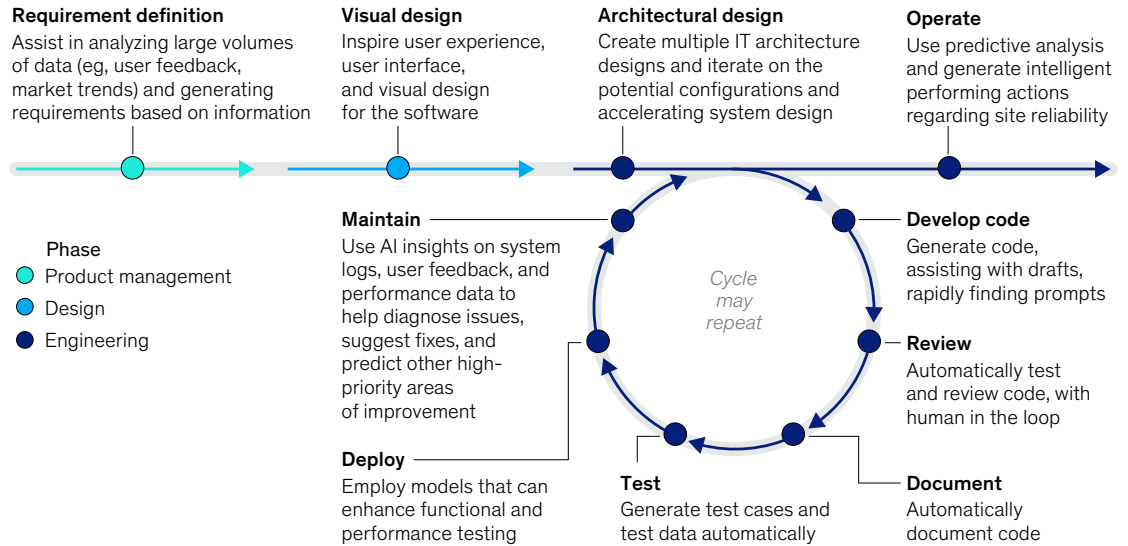 Requirement definition
Assist in analyzing large volumes
of data (eg, user feedback,
market trends) and generating
requirements based on information
Visual design
Inspire user experience,
user interface,
and visual design
for the software
Architectural design
Create multiple IT architecture
designs and iterate on the
potential configurations and
accelerating system design
Operate
Use predictive analysis
and generate intelligent
performing actions
regarding site reliability
Phase
Product management
Design
Engineering
Maintain
Use AI insights on system
logs, user feedback, and
performance data to
help diagnose issues,
suggest fixes, and
predict other high-
priority areas
of improvement
Cycle
may
repeat
Develop code
Generate code,
assisting with drafts,
rapidly finding prompts
Review
Automatically test
and review code, with
human in the loop
Deploy
Employ models that can
enhance functional and
performance testing
Test
Generate test cases and
test data automatically
Document
Automatically
document code